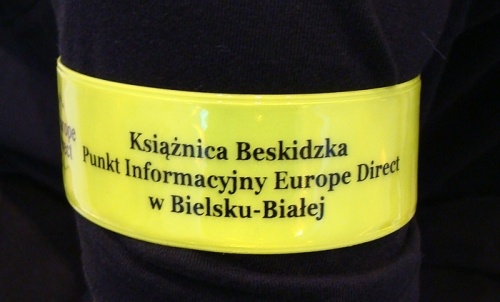 Książnica Beskidzka
Punkt Informacyjny Europe Direct
w Bielsku-Białej